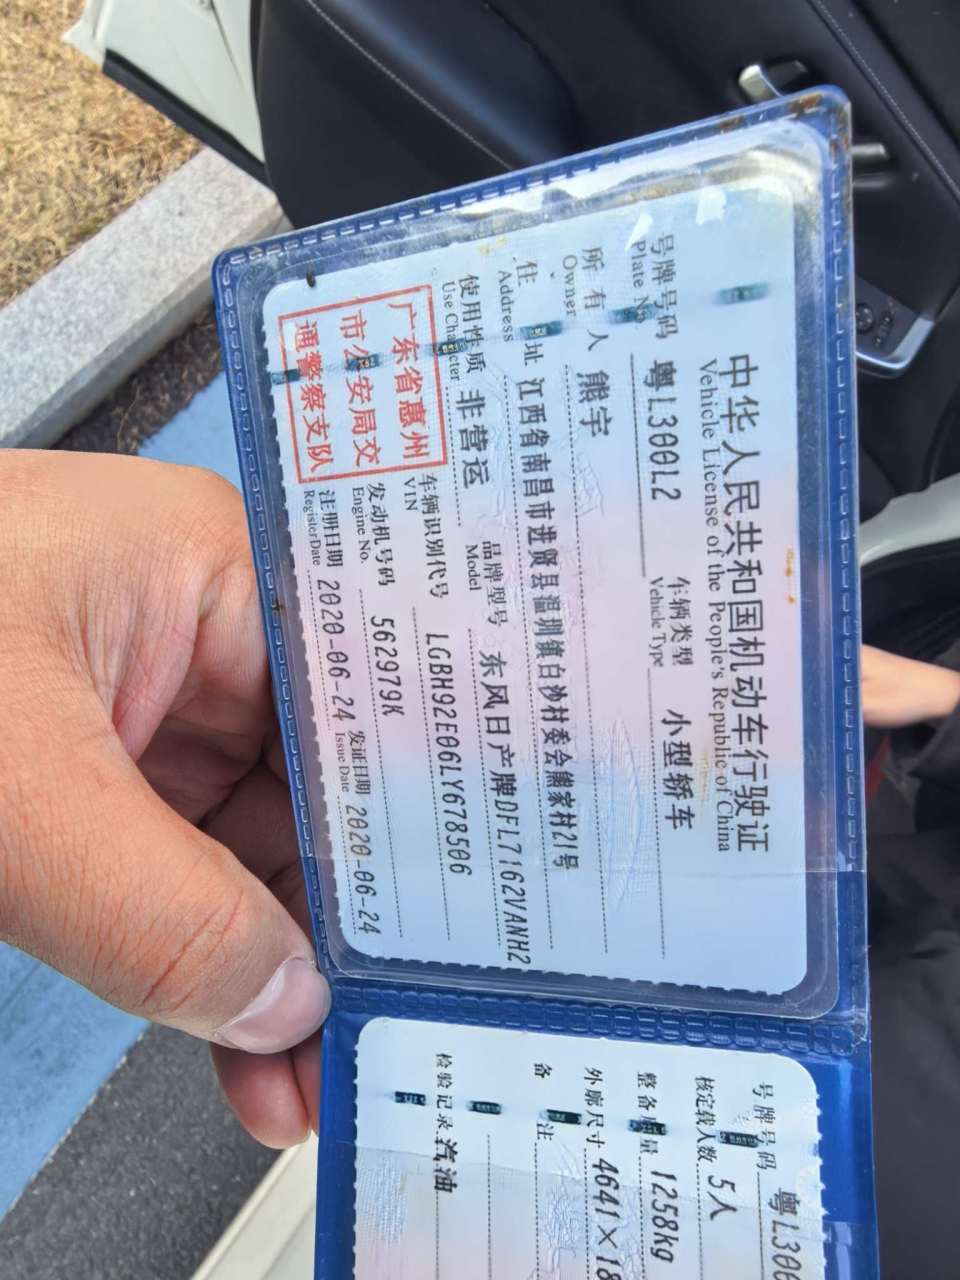 中华人民共和国机动车行驶证
Vehicle License of the People's Republic of China
号牌号码 粤L300L2 车辆类型 小型轿车
Plate No. Vehicle Type
所有人 熊宇
Owner
住址 江西省南昌市进贤县温圳镇白沙村委会熊家村21号
Address
使用性质 非营运 品牌型号 东风日产牌DFL7162VANH2
Use Character Model
广东省惠州
市公安局交
通警察支队
车辆识别代号 LGBH92E06LY678506
VIN
发动机号码 562979K
Engine No.
注册日期 2020-06-24 发证日期 2020-06-24
Register Date Issue Date
号牌号码 粤L300
核定载人数 5人
整备质量 1258kg
外廓尺寸 4641×18
备注
检验记录 汽油